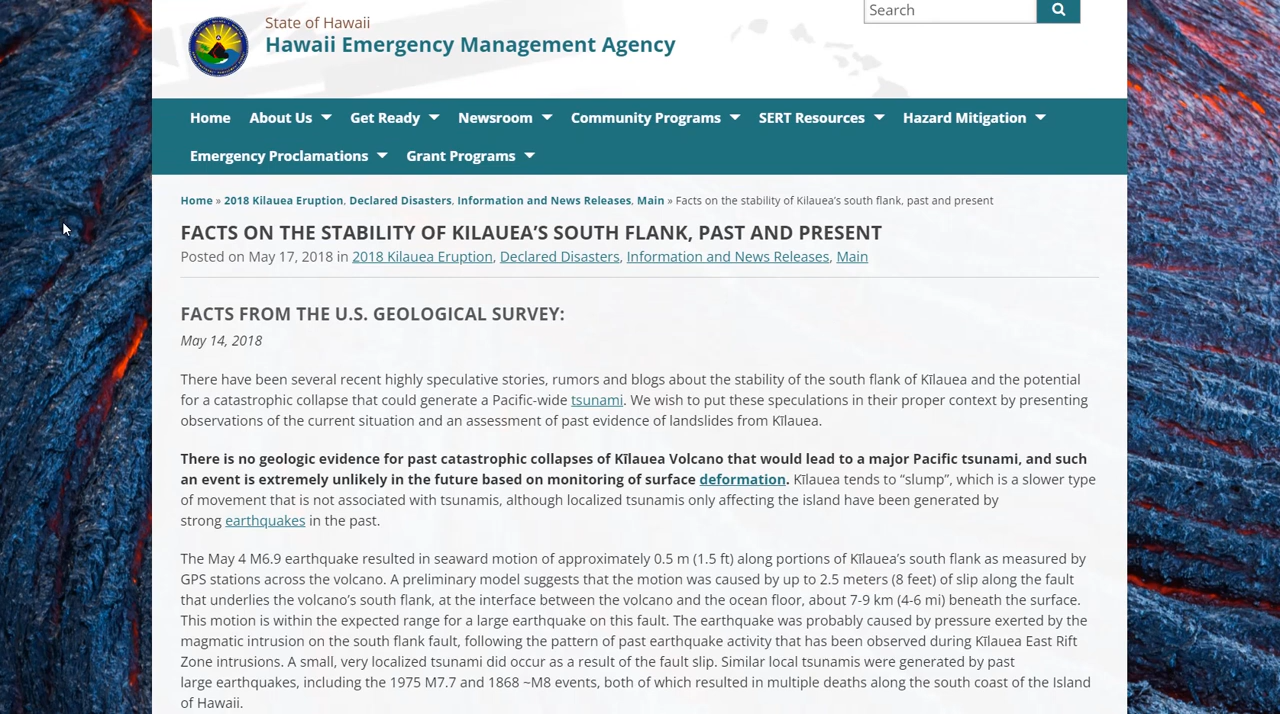 State of Hawaii
Hawaii Emergency Management Agency
Search
Home About Us Get Ready Newsroom Community Programs SERT Resources Hazard Mitigation
Emergency Proclamations Grant Programs
Home » 2018 Kilauea Eruption, Declared Disasters, Information and News Releases, Main » Facts on the stability of Kilauea’s south flank, past and present
FACTS ON THE STABILITY OF KILAUEA’S SOUTH FLANK, PAST AND PRESENT
Posted on May 17, 2018 in 2018 Kilauea Eruption, Declared Disasters, Information and News Releases, Main
FACTS FROM THE U.S. GEOLOGICAL SURVEY:
May 14, 2018
There have been several recent highly speculative stories, rumors and blogs about the stability of the south flank of Kīlauea and the potential
for a catastrophic collapse that could generate a Pacific-wide tsunami. We wish to put these speculations in their proper context by presenting
observations of the current situation and an assessment of past evidence of landslides from Kīlauea.
There is no geologic evidence for past catastrophic collapses of Kīlauea Volcano that would lead to a major Pacific tsunami, and such
an event is extremely unlikely in the future based on monitoring of surface deformation. Kīlauea tends to “slump”, which is a slower type
of movement that is not associated with tsunamis, although localized tsunamis only affecting the island have been generated by
strong earthquakes in the past.
The May 4 M6.9 earthquake resulted in seaward motion of approximately 0.5 m (1.5 ft) along portions of Kīlauea’s south flank as measured by
GPS stations across the volcano. A preliminary model suggests that the motion was caused by up to 2.5 meters (8 feet) of slip along the fault
that underlies the volcano’s south flank, at the interface between the volcano and the ocean floor, about 7-9 km (4-6 mi) beneath the surface.
This motion is within the expected range for a large earthquake on this fault. The earthquake was probably caused by pressure exerted by the
magmatic intrusion on the south flank fault, following the pattern of past earthquake activity that has been observed during Kīlauea East Rift
Zone intrusions. A small, very localized tsunami did occur as a result of the fault slip. Similar local tsunamis were generated by past
large earthquakes, including the 1975 M7.7 and 1868 ~M8 events, both of which resulted in multiple deaths along the south coast of the Island
of Hawaii.